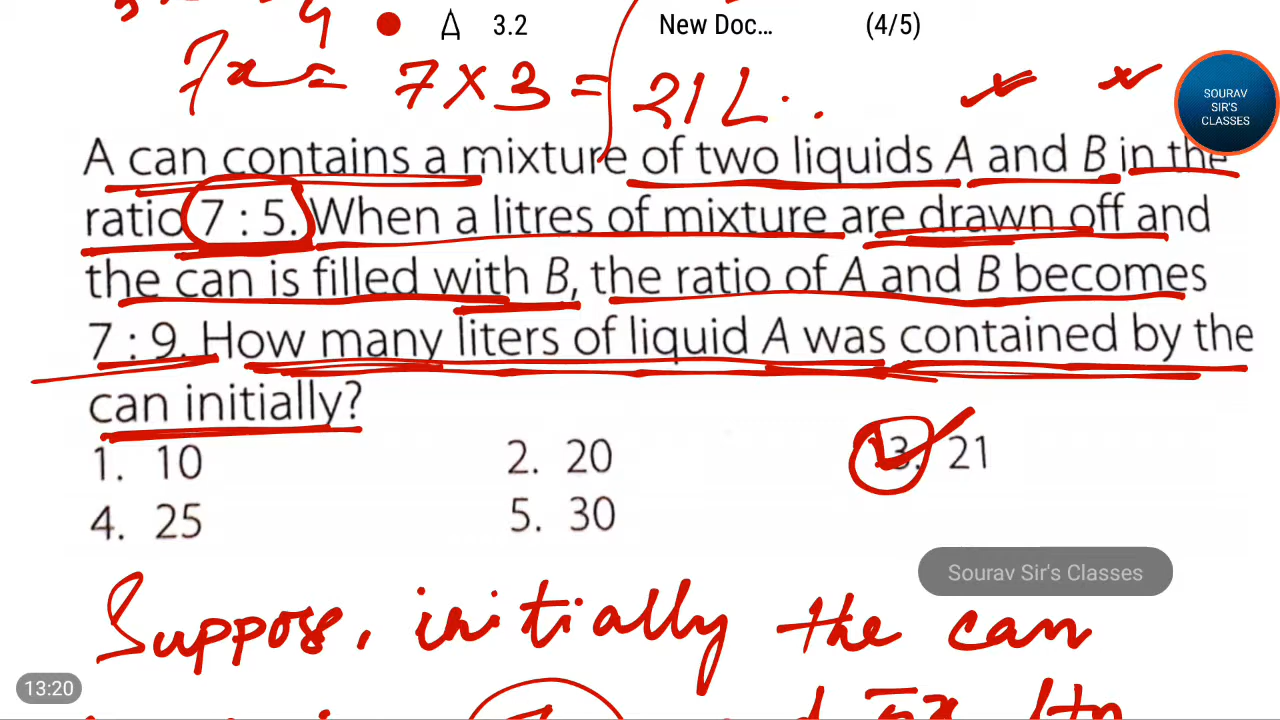 Δ 3.2 New Doc... (4/5)
7x = 7 × 3 = 21 L
SOURAV
SIR'S
CLASSES
A can contains a mixture of two liquids A and B in the
ratio 7 : 5. When a litres of mixture are drawn off and
the can is filled with B, the ratio of A and B becomes
7 : 9. How many liters of liquid A was contained by the
can initially?
1. 10 2. 20 3. 21
4. 25 5. 30
Sourav Sir's Classes
Suppose, initially the can
13:20